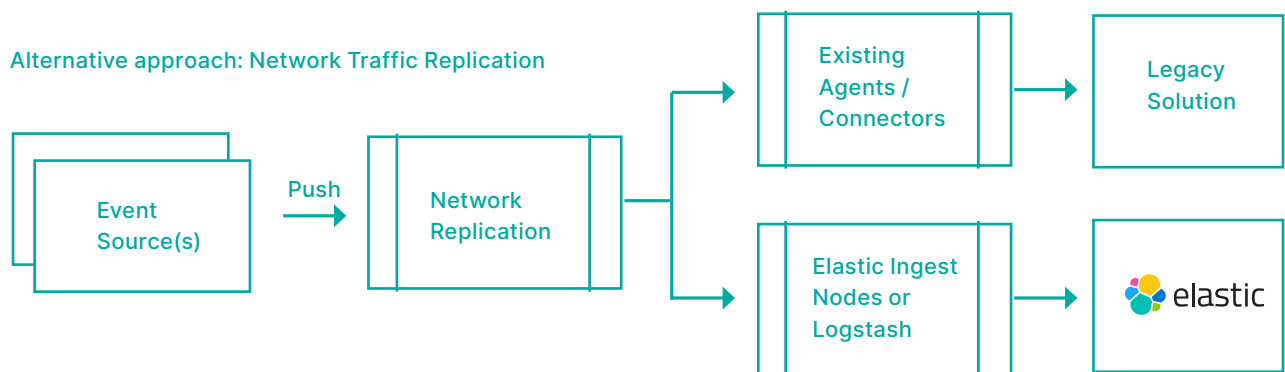 Alternative approach: Network Traffic Replication
Event
Source(s)
Push
Network
Replication
Existing
Agents /
Connectors
Legacy
Solution
Elastic Ingest
Nodes or
Logstash
elastic